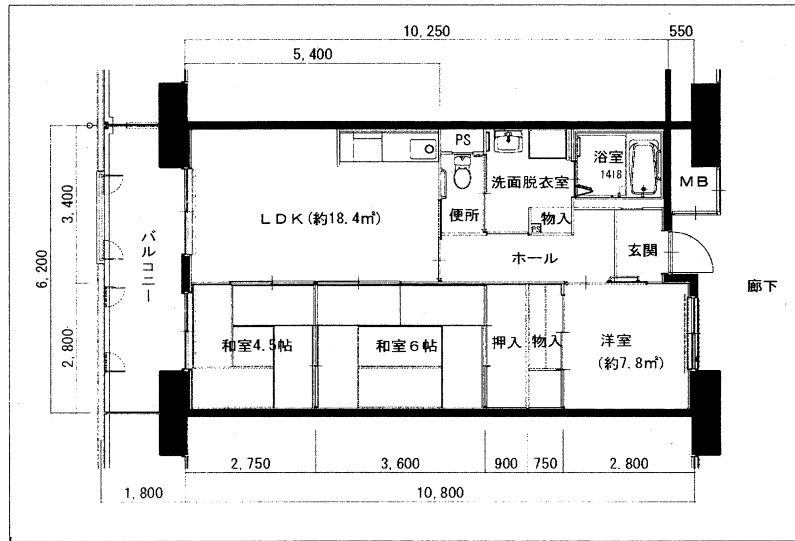 10,250
550
5,400
PS
浴室
1418
洗面脱衣室
MB
3,400
LDK (約18.4㎡)
便所
物入
PS
バルコニー
ホール
玄関
6,200
廊下
2,800
和室4.5帖
和室6帖
押入
物入
洋室
(約7.8㎡)
2,750
3,600
900
750
2.800
1,800
10,800